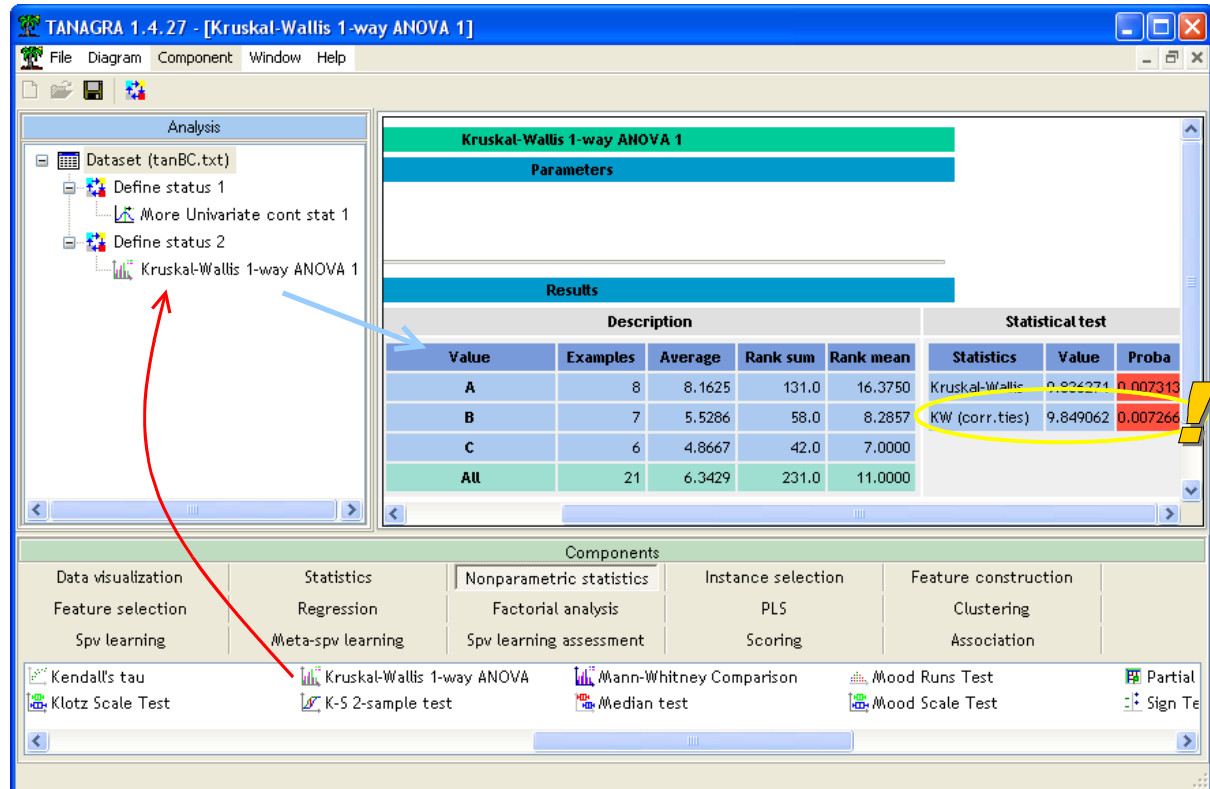 TANAGRA 1.4.27 - [Kruskal-Wallis 1-way ANOVA 1]
File Diagram Component Window Help
Analysis
Dataset (tanBC.txt)
Define status 1
More Univariate cont stat 1
Define status 2
Kruskal-Wallis 1-way ANOVA 1
Kruskal-Wallis 1-way ANOVA 1
Parameters
Results
Description Statistical test
Value Examples Average Rank sum Rank mean Statistics Value Proba
A 8 8.1625 131.0 16.3750 Kruskal-Wallis 9.836271 0.007313
B 7 5.5286 58.0 8.2857 KW (corr.ties) 9.849062 0.007266
C 6 4.8667 42.0 7.0000
All 21 6.3429 231.0 11.0000
!
Components
Data visualization Statistics Nonparametric statistics Instance selection Feature construction
Feature selection Regression Factorial analysis PLS Clustering
Spv learning Meta-spv learning Spv learning assessment Scoring Association
Kendall's tau Kruskal-Wallis 1-way ANOVA Mann-Whitney Comparison Mood Runs Test Partial
Klotz Scale Test K-S 2-sample test Median test Mood Scale Test Sign Te